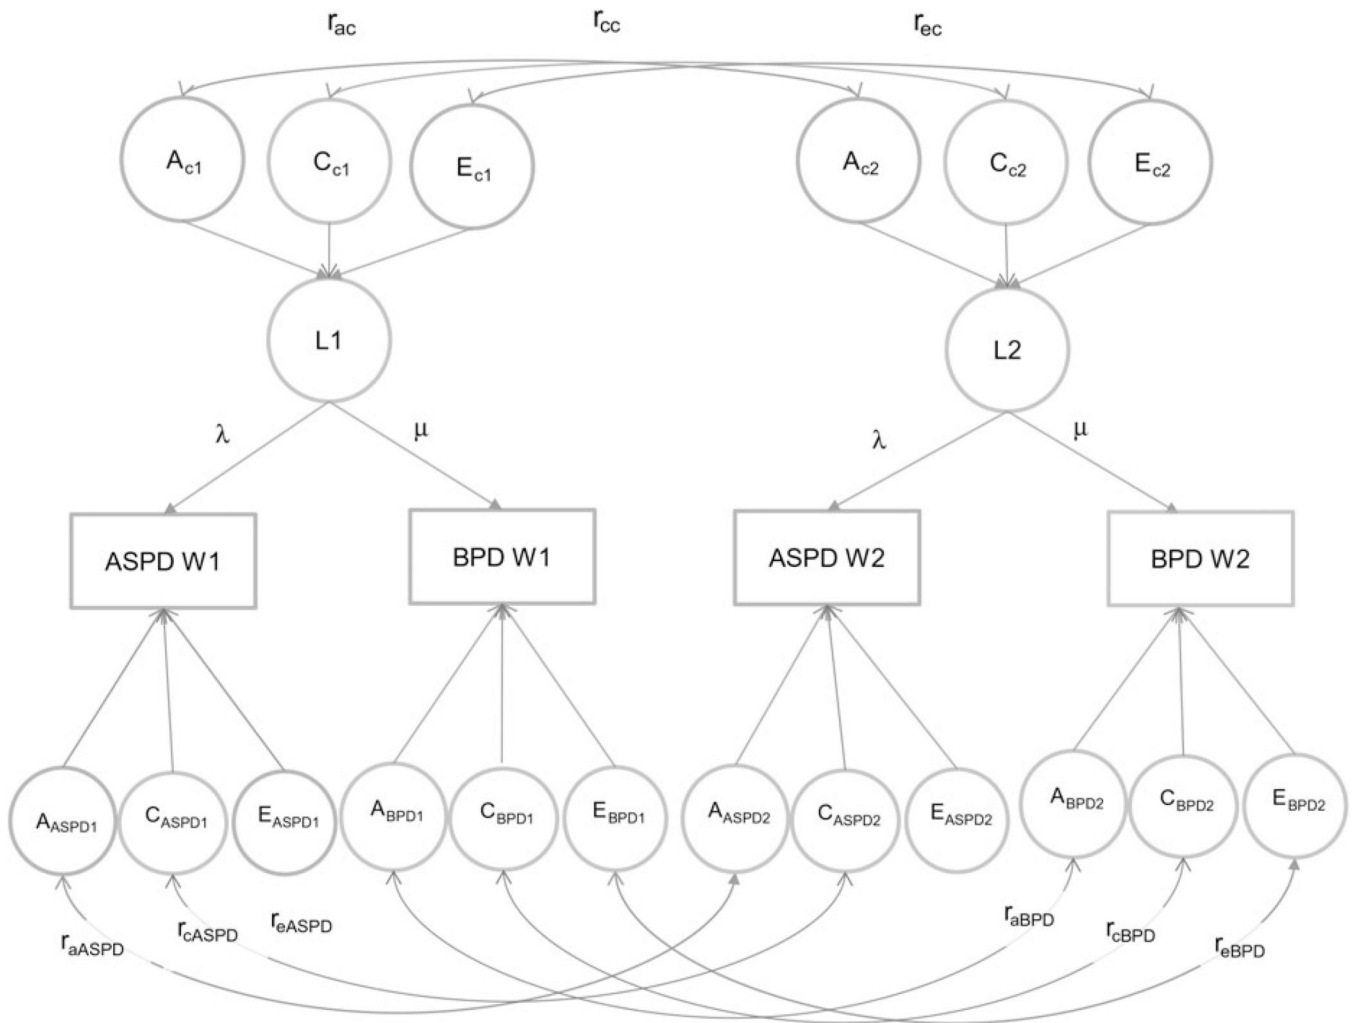 r_ac r_cc r_ec
A_c1 C_c1 E_c1 A_c2 C_c2 E_c2
L1 L2
λ μ λ μ
ASPD W1 BPD W1 ASPD W2 BPD W2
A_ASPD1 C_ASPD1 E_ASPD1 A_BPD1 C_BPD1 E_BPD1 A_ASPD2 C_ASPD2 E_ASPD2 A_BPD2 C_BPD2 E_BPD2
r_aASPD r_cASPD r_eASPD r_aBPD r_cBPD r_eBPD